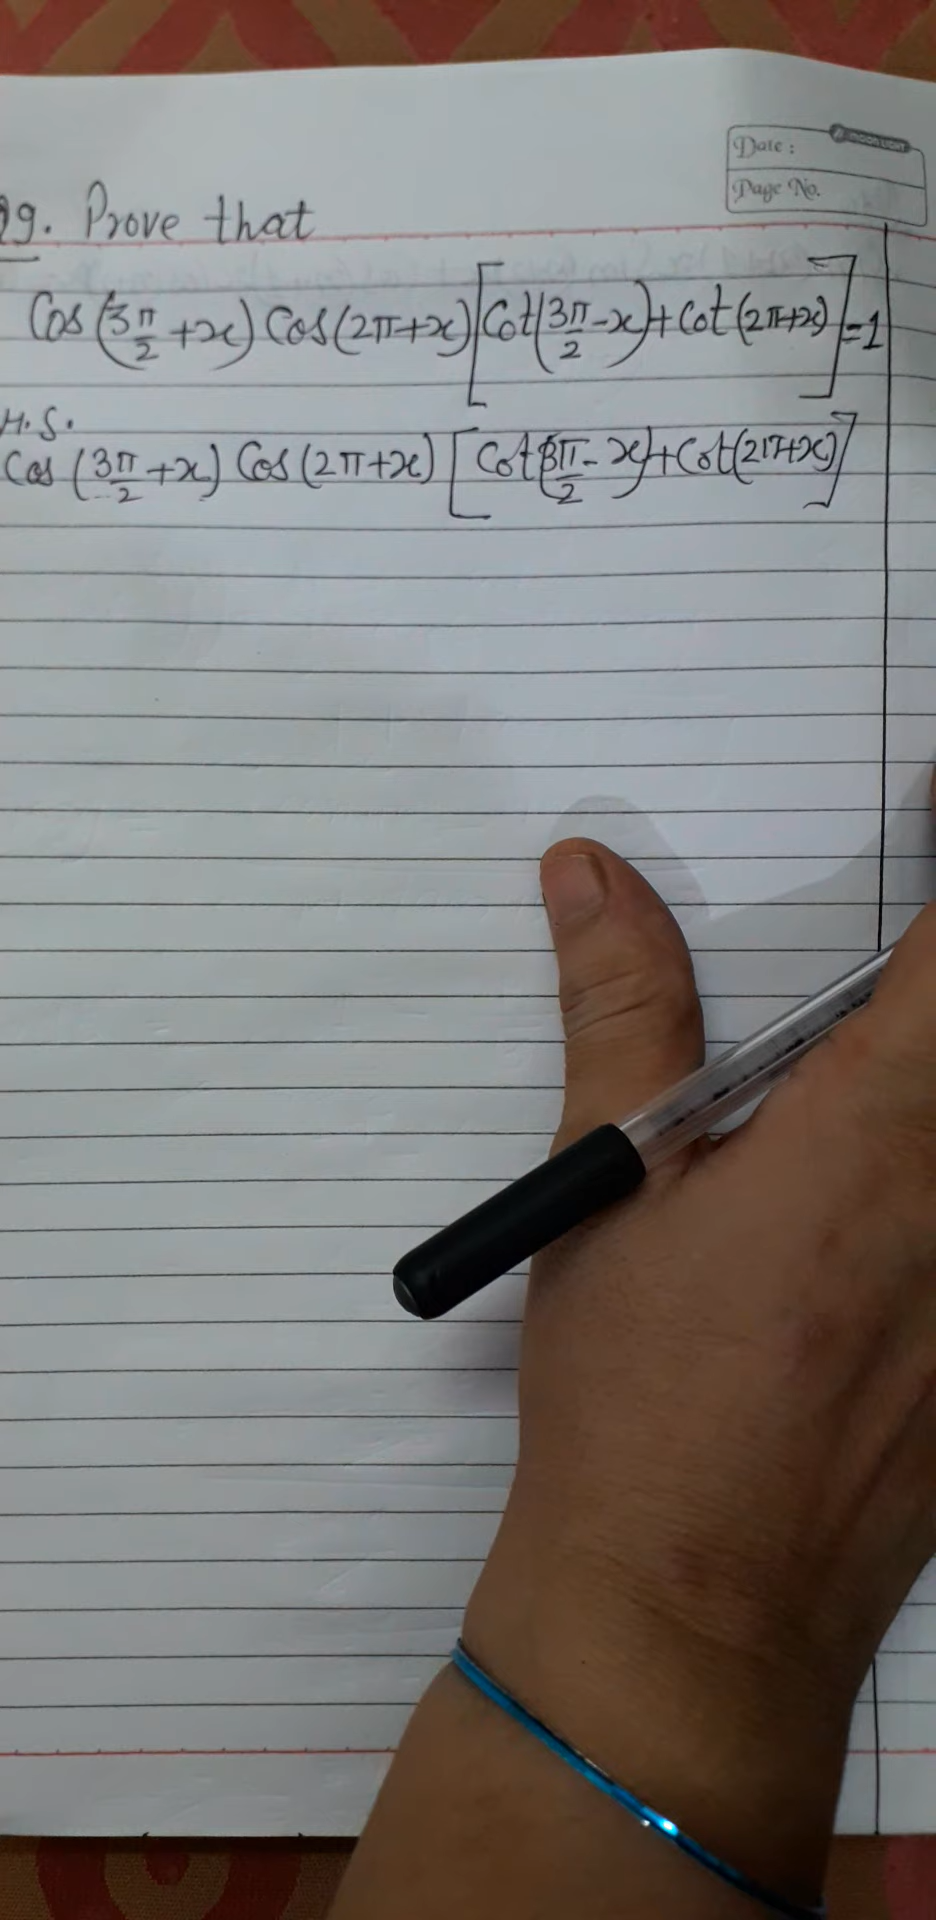 Date :
Page No.
29. Prove that
Cos(3π/2+x) Cos(2π+x)[Cot(3π/2-x)+Cot(2π+x)]=1
H.S.
Cos (3π/2+x) Cos(2π+x) [Cot(3π/2-x)+Cot(2π+x)]